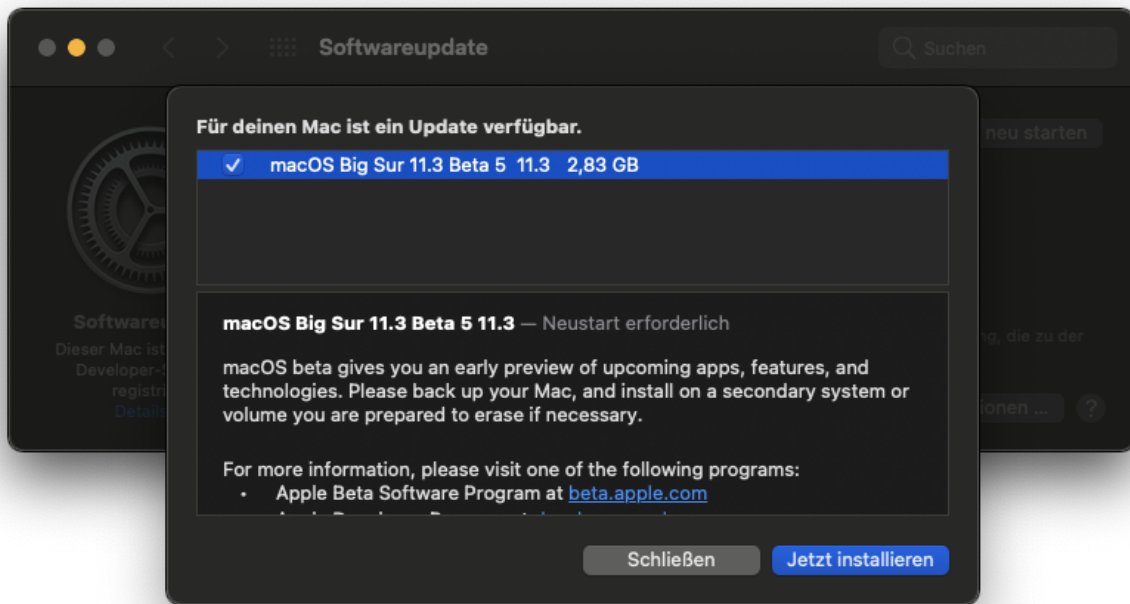 Softwareupdate
Suchen
Für deinen Mac ist ein Update verfügbar.
neu starten
macOS Big Sur 11.3 Beta 5 11.3 2,83 GB
macOS Big Sur 11.3 Beta 5 11.3 — Neustart erforderlich
Dieser Mac ist
ng, die zu der
macOS beta gives you an early preview of upcoming apps, features, and
technologies. Please back up your Mac, and install on a secondary system or
volume you are prepared to erase if necessary.
Details
ionen ...
?
For more information, please visit one of the following programs:
• Apple Beta Software Program at beta.apple.com
Schließen
Jetzt installieren